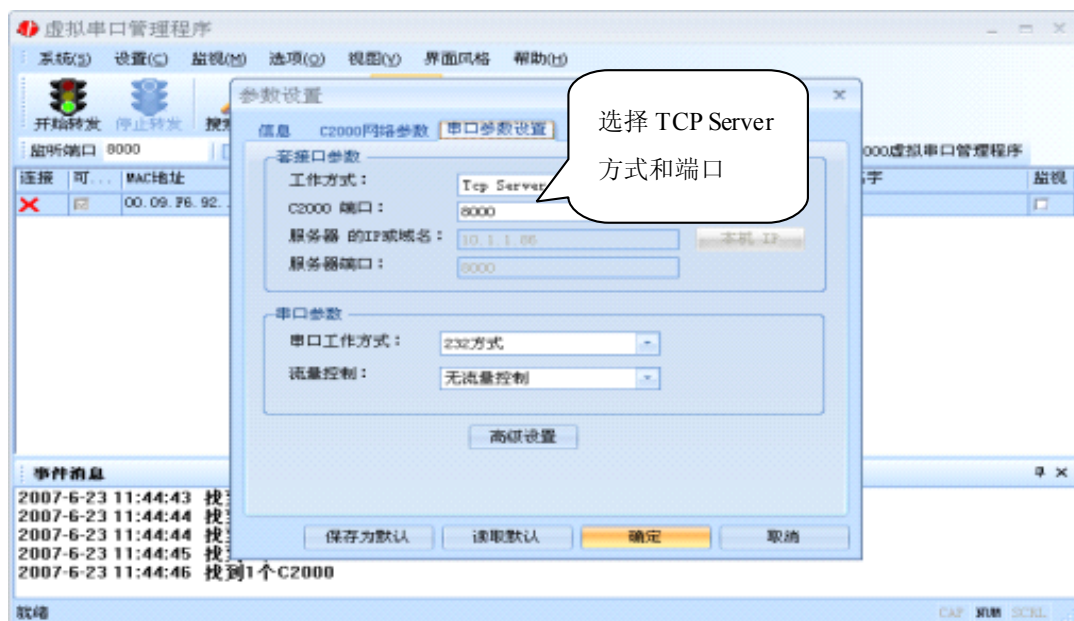 虚拟串口管理程序
系统(S) 设置(C) 监视(M) 选项(O) 视图(V) 界面风格 帮助(H)
开始转发 停止转发
监听端口 8000
000虚拟串口管理程序
连接 可... MAC地址
字 监视
00.09.F6.92.
参数设置
信息 C2000网络参数 串口参数设置
选择 TCP Server
方式和端口
套接口参数
工作方式： Tcp Server
C2000 端口： 8000
服务器 的IP或域名： 10.1.1.86 本机 IP
服务器端口： 8000
串口参数
串口工作方式： 232方式
流量控制： 无流量控制
高级设置
保存为默认 读取默认 确定 取消
事件消息
2007-6-23 11:44:43 找
2007-6-23 11:44:44 找
2007-6-23 11:44:44 找
2007-6-23 11:44:45 找
2007-6-23 11:44:46 找到1个C2000
就绪
CAP NUM SCRL